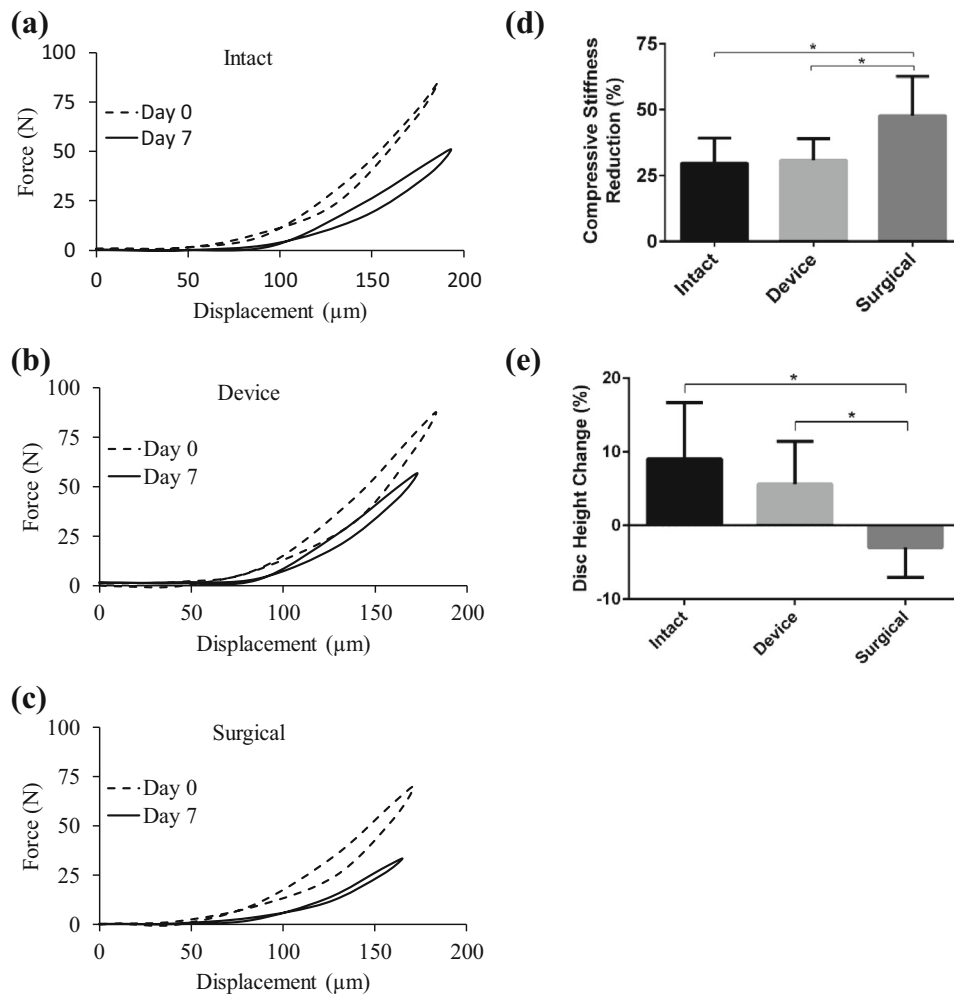 (a)
Intact
Day 0
Day 7
Force (N)
100
75
50
25
0
0 50 100 150 200
Displacement (µm)
(b)
Device
Day 0
Day 7
Force (N)
100
75
50
25
0
0 50 100 150 200
Displacement (µm)
(c)
Surgical
Day 0
Day 7
Force (N)
100
75
50
25
0
0 50 100 150 200
Displacement (µm)
(d)
Compressive Stiffness
Reduction (%)
75
50
25
0
*
*
Intact Device Surgical
(e)
Disc Height Change (%)
20
10
0
-10
*
*
Intact Device Surgical